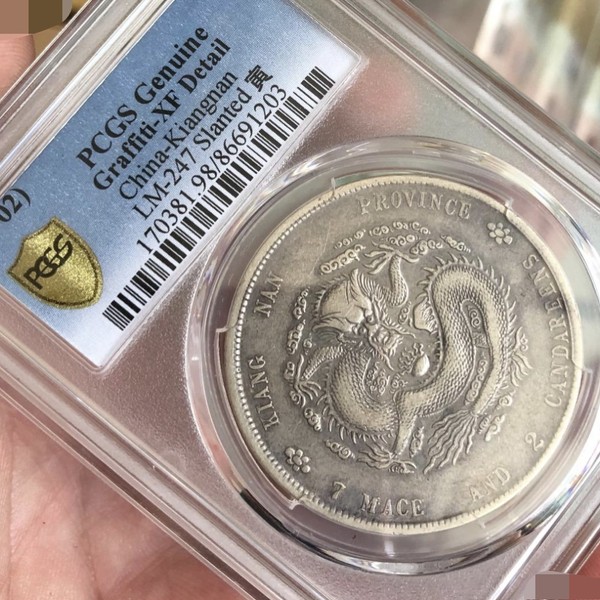 02)
PCGS Genuine
Graffiti-XF Detail
China-Kiangnan
LM-247 Slanted 寅
170381.98/86691203
PCGS
KIANG NAN PROVINCE
7 MACE AND 2 CANDAREENS